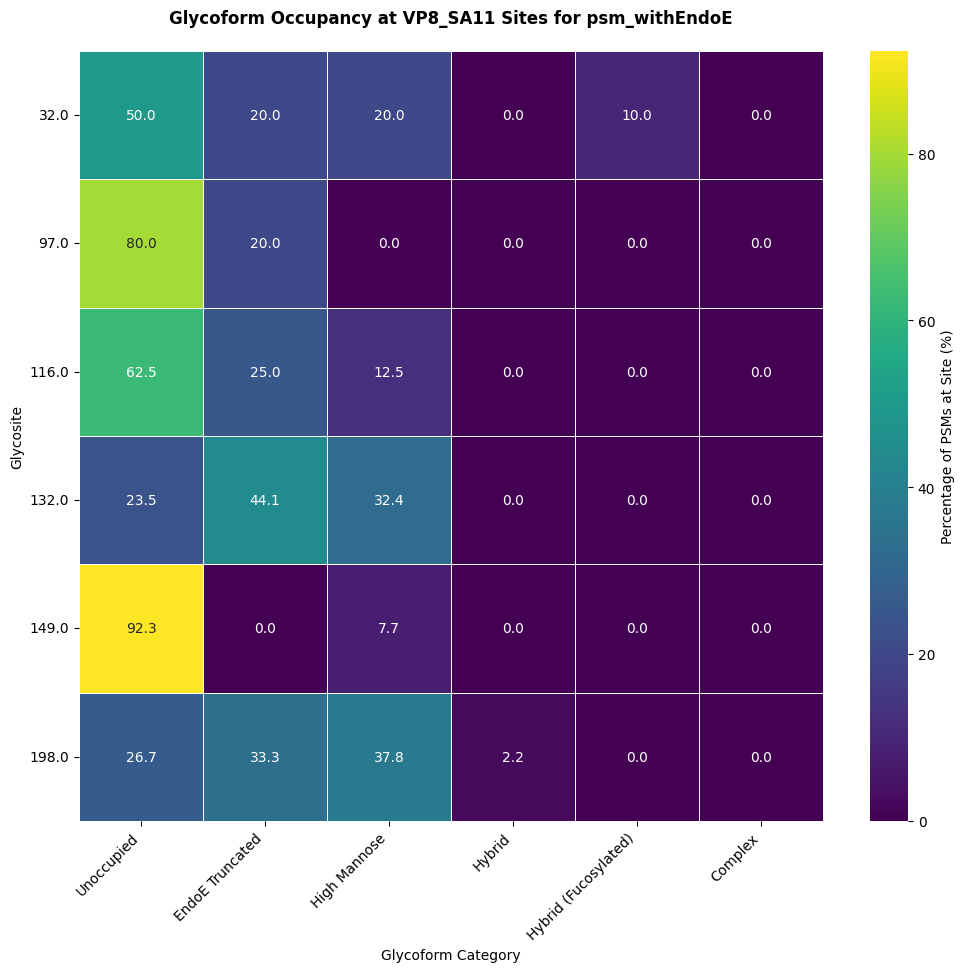 Glycoform Occupancy at VP8_SA11 Sites for psm_withEndoE
32.0 50.0 20.0 20.0 0.0 10.0 0.0
97.0 80.0 20.0 0.0 0.0 0.0 0.0
116.0 62.5 25.0 12.5 0.0 0.0 0.0
132.0 23.5 44.1 32.4 0.0 0.0 0.0
149.0 92.3 0.0 7.7 0.0 0.0 0.0
198.0 26.7 33.3 37.8 2.2 0.0 0.0
Glycosite
Unoccupied
EndoE Truncated
High Mannose
Hybrid
Hybrid (Fucosylated)
Complex
Glycoform Category
80
60
40
20
0
Percentage of PSMs at Site (%)